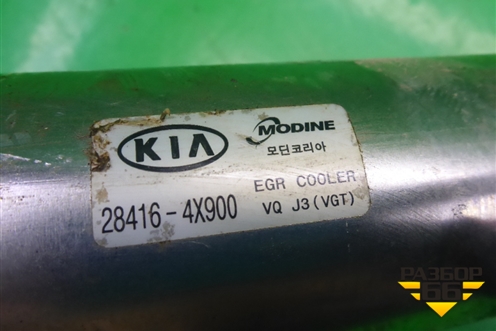 KIA
MODINE
모딘코리아
EGR COOLER
28416-4X900
VQ J3(VGT)
РАЗБОР
66